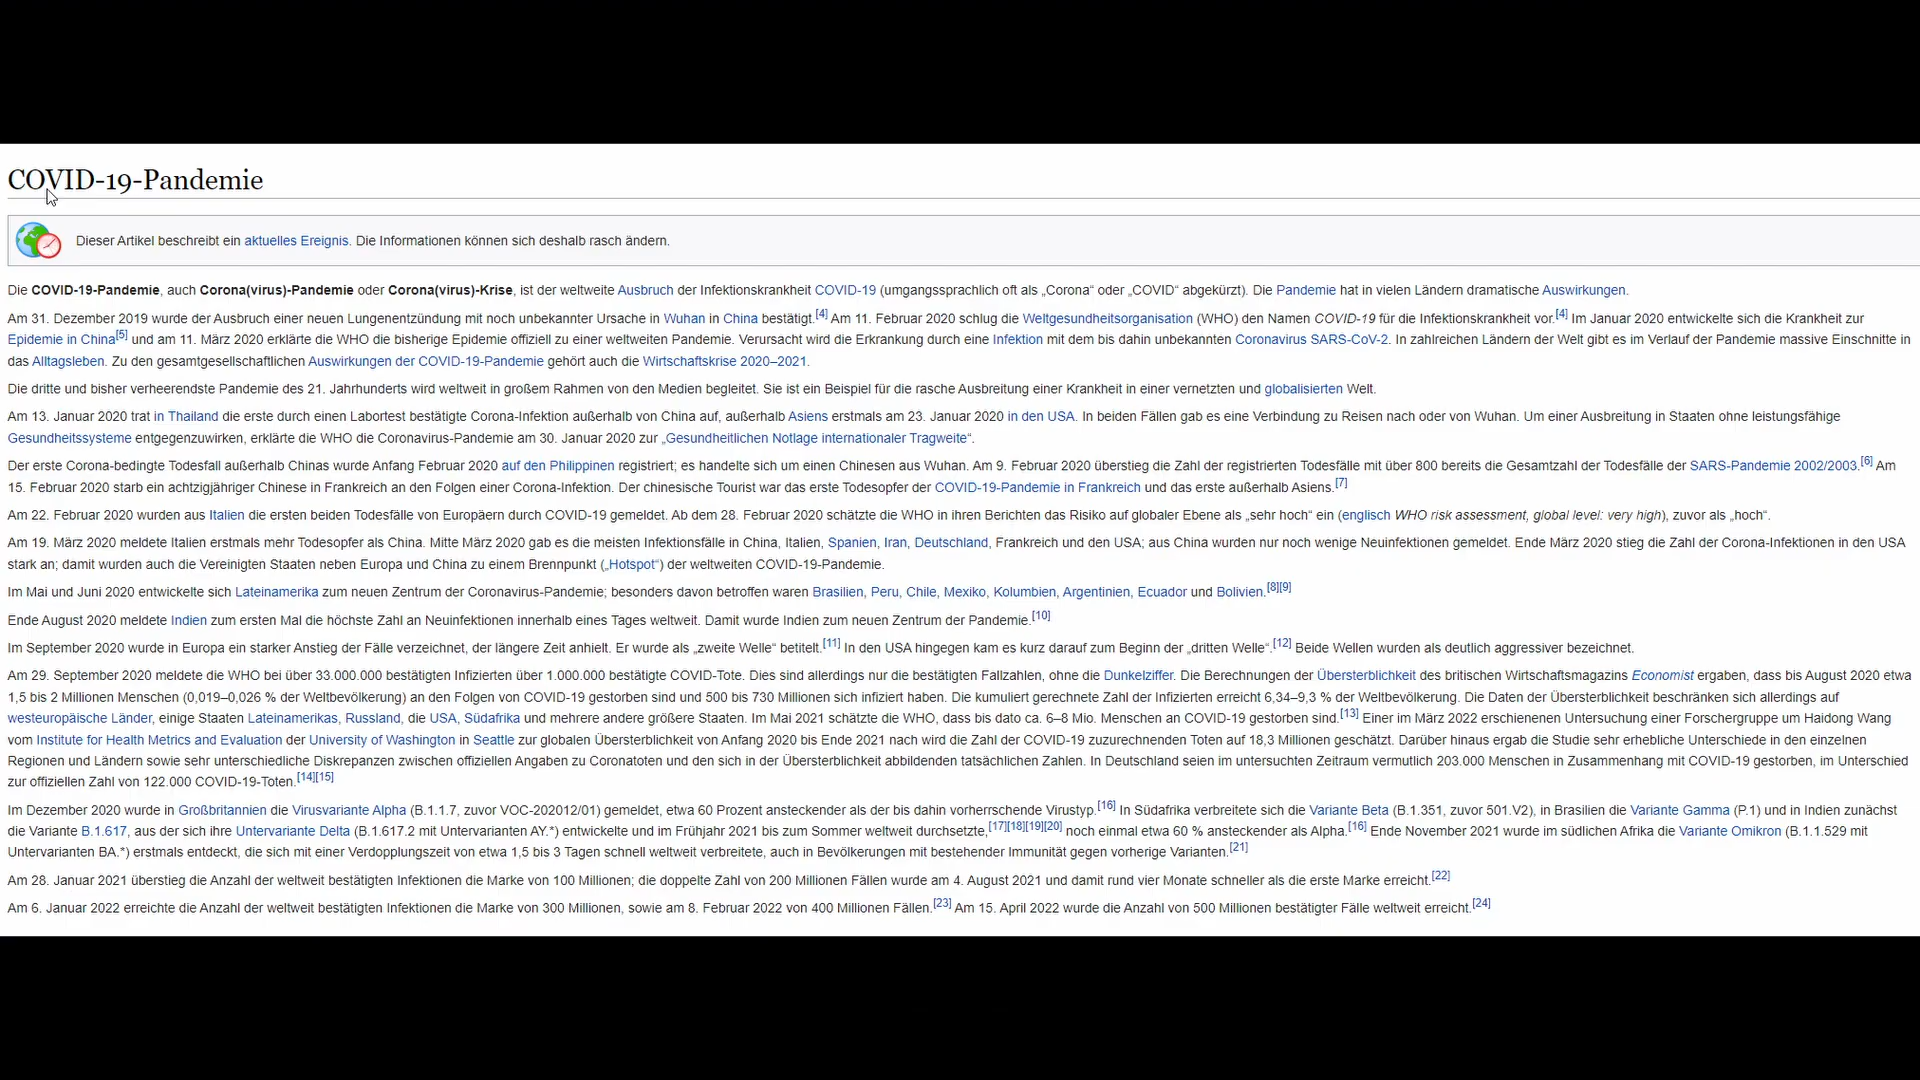 COVID-19-Pandemie
Dieser Artikel beschreibt ein aktuelles Ereignis. Die Informationen können sich deshalb rasch ändern.
Die COVID-19-Pandemie, auch Corona(virus)-Pandemie oder Corona(virus)-Krise, ist der weltweite Ausbruch der Infektionskrankheit COVID-19 (umgangssprachlich oft als „Corona“ oder „COVID“ abgekürzt). Die Pandemie hat in vielen Ländern dramatische Auswirkungen.
Am 31. Dezember 2019 wurde der Ausbruch einer neuen Lungenentzündung mit noch unbekannter Ursache in Wuhan in China bestätigt.[4] Am 11. Februar 2020 schlug die Weltgesundheitsorganisation (WHO) den Namen COVID-19 für die Infektionskrankheit vor.[4] Im Januar 2020 entwickelte sich die Krankheit zur
Epidemie in China[5] und am 11. März 2020 erklärte die WHO die bisherige Epidemie offiziell zu einer weltweiten Pandemie. Verursacht wird die Erkrankung durch eine Infektion mit dem bis dahin unbekannten Coronavirus SARS-CoV-2. In zahlreichen Ländern der Welt gibt es im Verlauf der Pandemie massive Einschnitte in
das Alltagsleben. Zu den gesamtgesellschaftlichen Auswirkungen der COVID-19-Pandemie gehört auch die Wirtschaftskrise 2020–2021.
Die dritte und bisher verheerendste Pandemie des 21. Jahrhunderts wird weltweit in großem Rahmen von den Medien begleitet. Sie ist ein Beispiel für die rasche Ausbreitung einer Krankheit in einer vernetzten und globalisierten Welt.
Am 13. Januar 2020 trat in Thailand die erste durch einen Labortest bestätigte Corona-Infektion außerhalb von China auf, außerhalb Asiens erstmals am 23. Januar 2020 in den USA. In beiden Fällen gab es eine Verbindung zu Reisen nach oder von Wuhan. Um einer Ausbreitung in Staaten ohne leistungsfähige
Gesundheitssysteme entgegenzuwirken, erklärte die WHO die Coronavirus-Pandemie am 30. Januar 2020 zur „Gesundheitlichen Notlage internationaler Tragweite“.
Der erste Corona-bedingte Todesfall außerhalb Chinas wurde Anfang Februar 2020 auf den Philippinen registriert; es handelte sich um einen Chinesen aus Wuhan. Am 9. Februar 2020 überstieg die Zahl der registrierten Todesfälle mit über 800 bereits die Gesamtzahl der Todesfälle der SARS-Pandemie 2002/2003.[6] Am
15. Februar 2020 starb ein achtzigjähriger Chinese in Frankreich an den Folgen einer Corona-Infektion. Der chinesische Tourist war das erste Todesopfer der COVID-19-Pandemie in Frankreich und das erste außerhalb Asiens.[7]
Am 22. Februar 2020 wurden aus Italien die ersten beiden Todesfälle von Europäern durch COVID-19 gemeldet. Ab dem 28. Februar 2020 schätzte die WHO in ihren Berichten das Risiko auf globaler Ebene als „sehr hoch“ ein (englisch WHO risk assessment, global level: very high), zuvor als „hoch“.
Am 19. März 2020 meldete Italien erstmals mehr Todesopfer als China. Mitte März 2020 gab es die meisten Infektionsfälle in China, Italien, Spanien, Iran, Deutschland, Frankreich und den USA; aus China wurden nur noch wenige Neuinfektionen gemeldet. Ende März 2020 stieg die Zahl der Corona-Infektionen in den USA
stark an; damit wurden auch die Vereinigten Staaten neben Europa und China zu einem Brennpunkt („Hotspot“) der weltweiten COVID-19-Pandemie.
Im Mai und Juni 2020 entwickelte sich Lateinamerika zum neuen Zentrum der Coronavirus-Pandemie; besonders davon betroffen waren Brasilien, Peru, Chile, Mexiko, Kolumbien, Argentinien, Ecuador und Bolivien.[8][9]
Ende August 2020 meldete Indien zum ersten Mal die höchste Zahl an Neuinfektionen innerhalb eines Tages weltweit. Damit wurde Indien zum neuen Zentrum der Pandemie.[10]
Im September 2020 wurde in Europa ein starker Anstieg der Fälle verzeichnet, der längere Zeit anhielt. Er wurde als „zweite Welle“ betitelt.[11] In den USA hingegen kam es kurz darauf zum Beginn der „dritten Welle“.[12] Beide Wellen wurden als deutlich aggressiver bezeichnet.
Am 29. September 2020 meldete die WHO bei über 33.000.000 bestätigten Infizierten über 1.000.000 bestätigte COVID-Tote. Dies sind allerdings nur die bestätigten Fallzahlen, ohne die Dunkelziffer. Die Berechnungen der Übersterblichkeit des britischen Wirtschaftsmagazins Economist ergaben, dass bis August 2020 etwa
1,5 bis 2 Millionen Menschen (0,019–0,026 % der Weltbevölkerung) an den Folgen von COVID-19 gestorben sind und 500 bis 730 Millionen sich infiziert haben. Die kumuliert gerechnete Zahl der Infizierten erreicht 6,34–9,3 % der Weltbevölkerung. Die Daten der Übersterblichkeit beschränken sich allerdings auf
westeuropäische Länder, einige Staaten Lateinamerikas, Russland, die USA, Südafrika und mehrere andere größere Staaten. Im Mai 2021 schätzte die WHO, dass bis dato ca. 6–8 Mio. Menschen an COVID-19 gestorben sind.[13] Einer im März 2022 erschienenen Untersuchung einer Forschergruppe um Haidong Wang
vom Institute for Health Metrics and Evaluation der University of Washington in Seattle zur globalen Übersterblichkeit von Anfang 2020 bis Ende 2021 nach wird die Zahl der COVID-19 zuzurechnenden Toten auf 18,3 Millionen geschätzt. Darüber hinaus ergab die Studie sehr erhebliche Unterschiede in den einzelnen
Regionen und Ländern sowie sehr unterschiedliche Diskrepanzen zwischen offiziellen Angaben zu Coronatoten und den sich in der Übersterblichkeit abbildenden tatsächlichen Zahlen. In Deutschland seien im untersuchten Zeitraum vermutlich 203.000 Menschen in Zusammenhang mit COVID-19 gestorben, im Unterschied
zur offiziellen Zahl von 122.000 COVID-19-Toten.[14][15]
Im Dezember 2020 wurde in Großbritannien die Virusvariante Alpha (B.1.1.7, zuvor VOC-202012/01) gemeldet, etwa 60 Prozent ansteckender als der bis dahin vorherrschende Virustyp.[16] In Südafrika verbreitete sich die Variante Beta (B.1.351, zuvor 501.V2), in Brasilien die Variante Gamma (P.1) und in Indien zunächst
die Variante B.1.617, aus der sich ihre Untervariante Delta (B.1.617.2 mit Untervarianten AY.*) entwickelte und im Frühjahr 2021 bis zum Sommer weltweit durchsetzte,[17][18][19][20] noch einmal etwa 60 % ansteckender als Alpha.[16] Ende November 2021 wurde im südlichen Afrika die Variante Omikron (B.1.1.529 mit
Untervarianten BA.*) erstmals entdeckt, die sich mit einer Verdopplungszeit von etwa 1,5 bis 3 Tagen schnell weltweit verbreitete, auch in Bevölkerungen mit bestehender Immunität gegen vorherige Varianten.[21]
Am 28. Januar 2021 überstieg die Anzahl der weltweit bestätigten Infektionen die Marke von 100 Millionen; die doppelte Zahl von 200 Millionen Fällen wurde am 4. August 2021 und damit rund vier Monate schneller als die erste Marke erreicht.[22]
Am 6. Januar 2022 erreichte die Anzahl der weltweit bestätigten Infektionen die Marke von 300 Millionen, sowie am 8. Februar 2022 von 400 Millionen Fällen.[23] Am 15. April 2022 wurde die Anzahl von 500 Millionen bestätigter Fälle weltweit erreicht.[24]